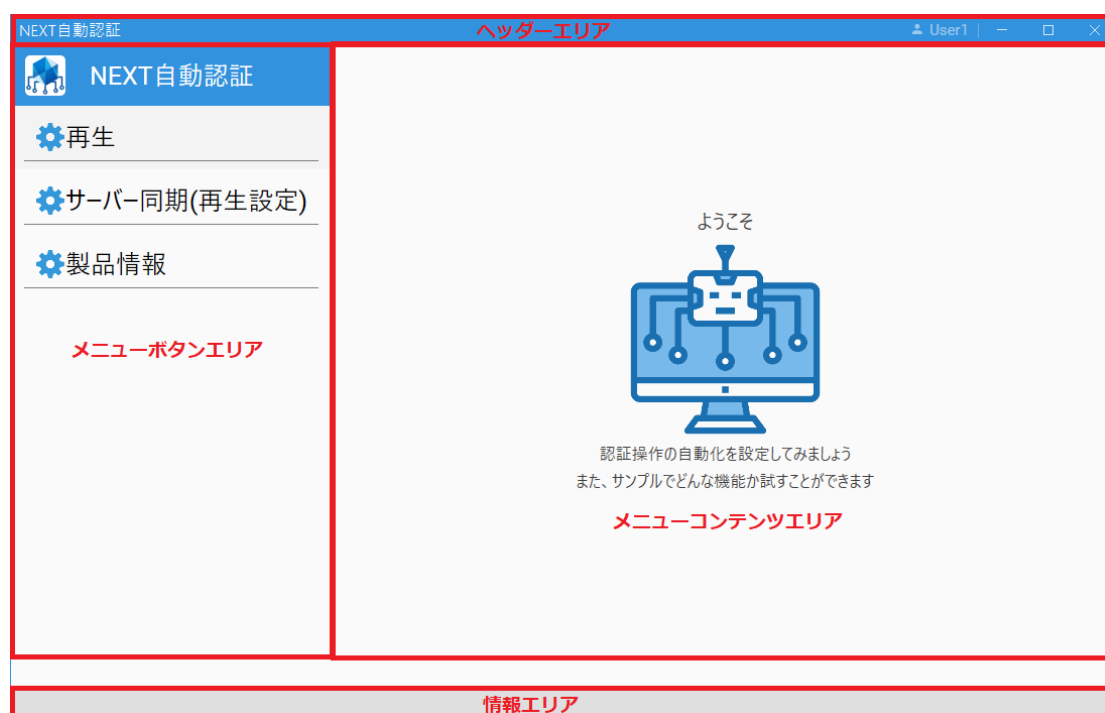 NEXT自動認証
ヘッダーエリア
User1
NEXT自動認証
再生
サーバー同期(再生設定)
製品情報
メニューボタンエリア
ようこそ
認証操作の自動化を設定してみましょう
また、サンプルでどんな機能か試すことができます
メニューコンテンツエリア
情報エリア